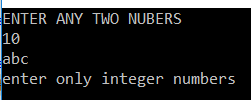 ENTER ANY TWO NUBERS
10
abc
enter only integer numbers